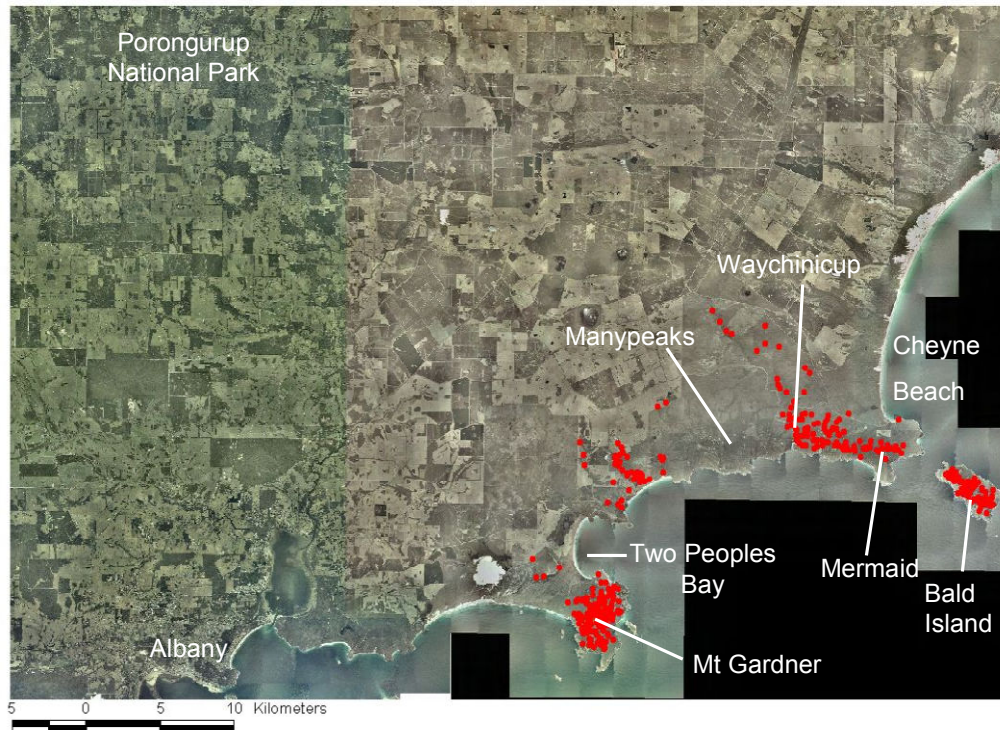 Porongurup
National Park
Waychinicup
Manypeaks
Cheyne
Beach
Two Peoples
Bay
Mermaid
Bald
Island
Albany
Mt Gardner
5 0 5 10 Kilometers